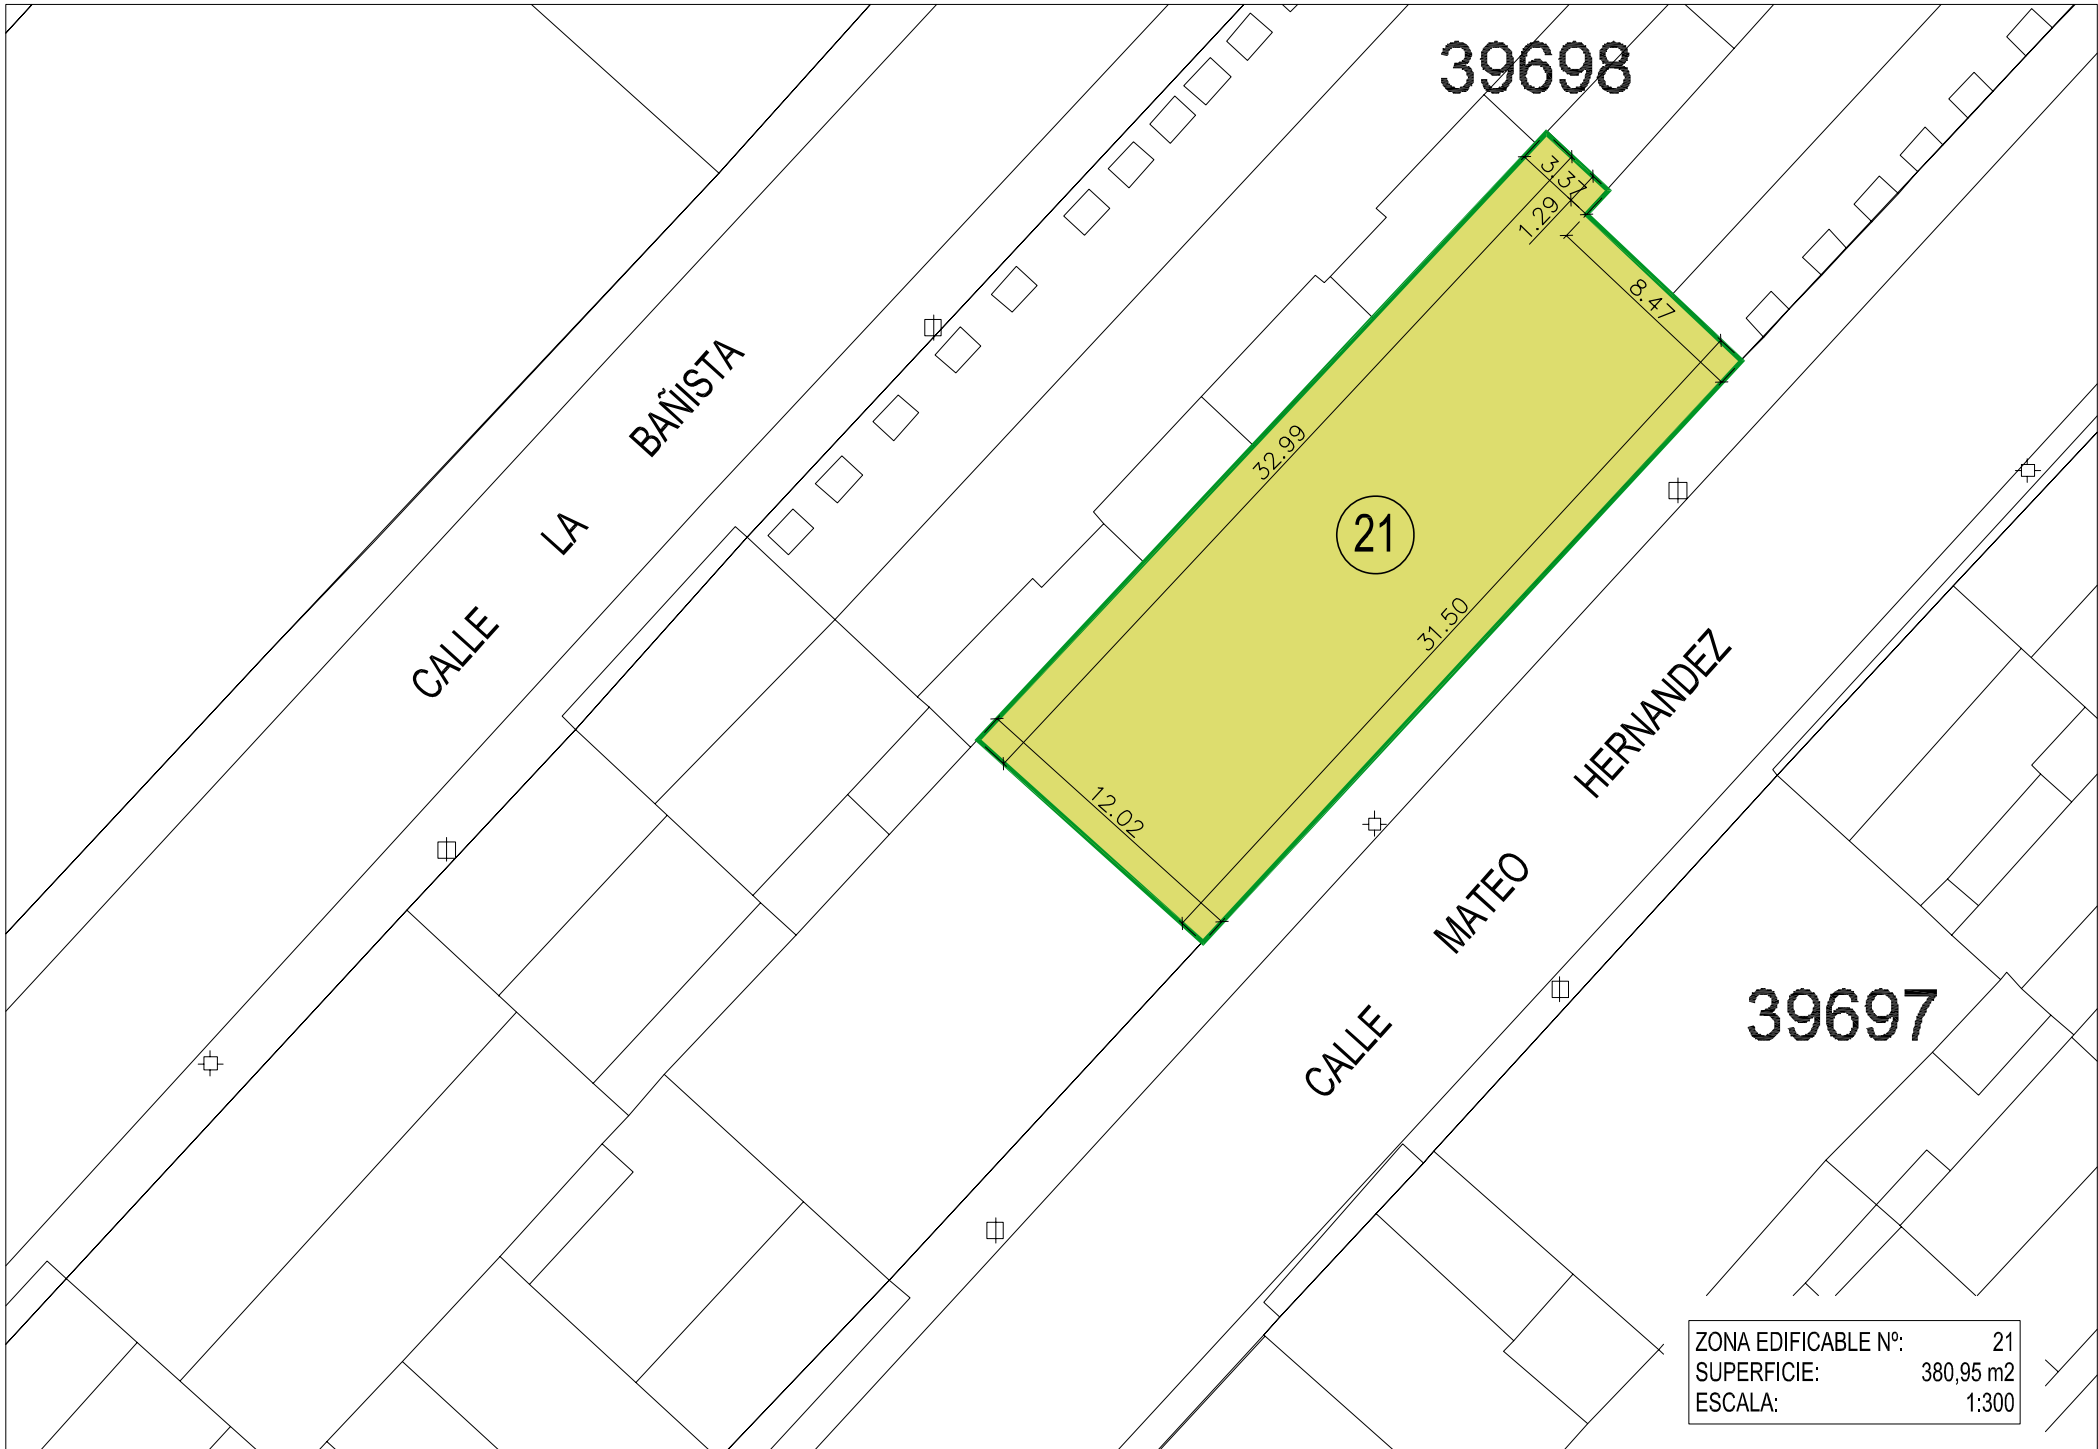 39698
3.37
1.29
8.47
CALLE LA BAÑISTA
32.99
21
31.50
12.02
CALLE MATEO HERNANDEZ
39697
ZONA EDIFICABLE Nº: 21
SUPERFICIE: 380,95 m2
ESCALA: 1:300